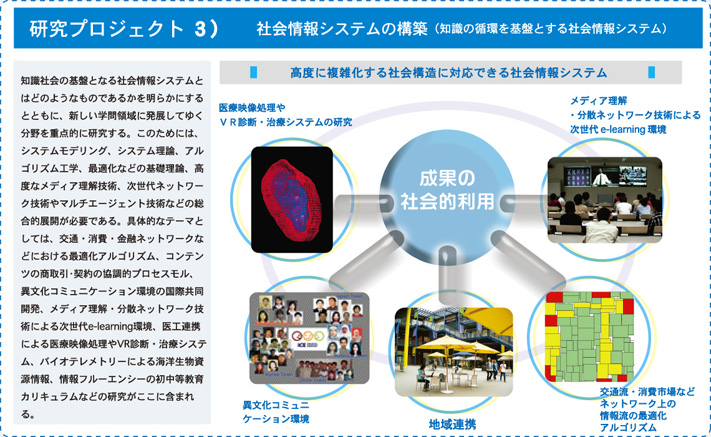 研究プロジェクト 3）
社会情報システムの構築（知識の循環を基盤とする社会情報システム）
知識社会の基盤となる社会情報システムと
はどのようなものであるかを明らかにする
とともに、新しい学問領域に発展してゆく
分野を重点的に研究する。このためには、
システムモデリング、システム理論、アル
ゴリズム工学、最適化などの基礎理論、高
度なメディア理解技術、次世代ネットワー
ク技術やマルチエージェント技術などの総
合的展開が必要である。具体的なテーマと
しては、交通・消費・金融ネットワークな
どにおける最適化アルゴリズム、コンテン
ツの商取引･契約の協調的プロセスモル、
異文化コミュニケーション環境の国際共同
開発、メディア理解・分散ネットワーク技
術による次世代e-learning環境、医工連携
による医療映像処理やVR診断・治療システ
ム、バイオテレメトリーによる海洋生物資
源情報、情報フルーエンシーの初中等教育
カリキュラムなどの研究がここに含まれ
る。
高度に複雑化する社会構造に対応できる社会情報システム
医療映像処理や
ＶＲ診断・治療システムの研究
メディア理解
・分散ネットワーク技術による
次世代 e-learning 環境
成果の
社会的利用
異文化コミュニ
ケーション環境
地域連携
交通流・消費市場など
ネットワーク上の
情報流の最適化
アルゴリズム